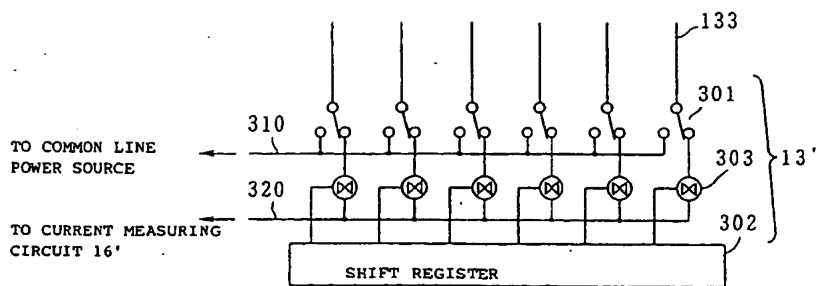 133
301
310
TO COMMON LINE
POWER SOURCE
13'
303
320
TO CURRENT MEASURING
CIRCUIT 16'
302
SHIFT REGISTER